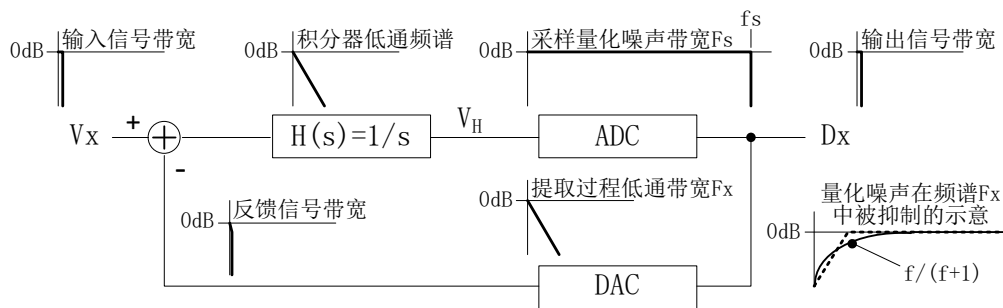 fs
0dB 输入信号带宽
0dB 积分器低通频谱
0dB 采样量化噪声带宽Fs
0dB 输出信号带宽
Vx
+
-
H(s)=1/s
V_H
ADC
Dx
0dB 反馈信号带宽
0dB 提取过程低通带宽Fx
DAC
量化噪声在频谱Fx
中被抑制的示意
0dB
f/(f+1)